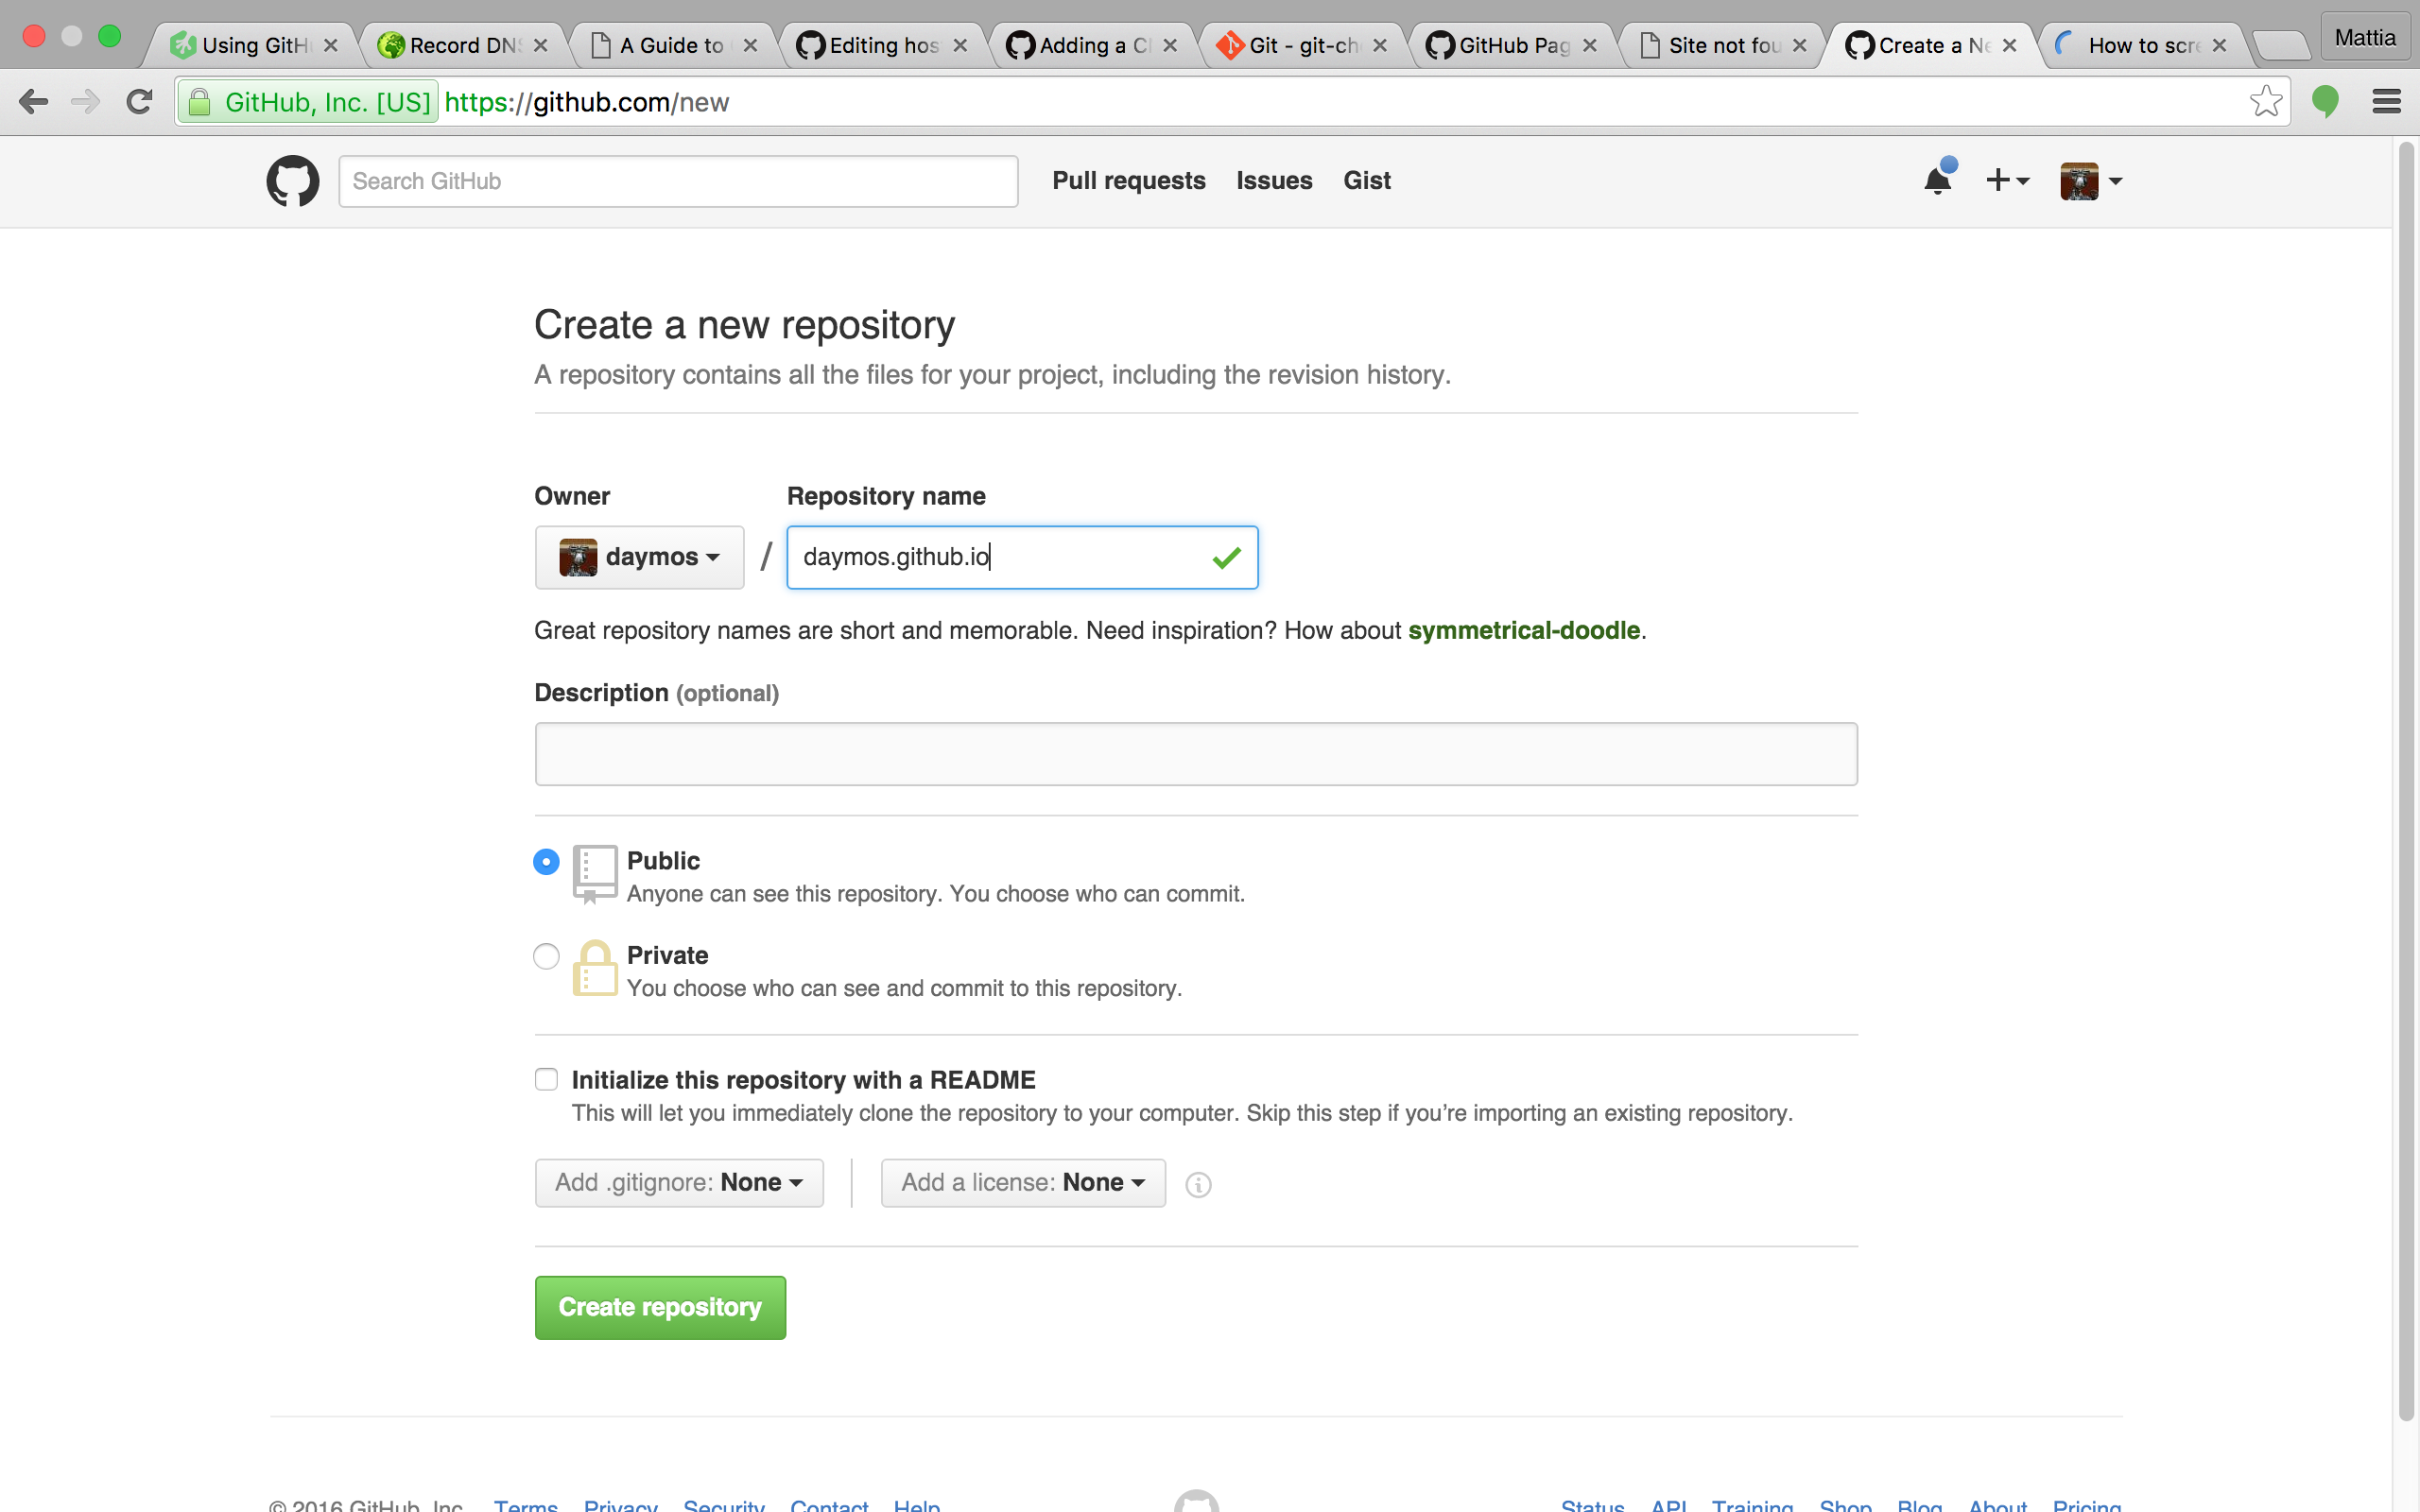 Using GitH
Record DNS
A Guide to
Editing hos
Adding a C
Git - git-ch
GitHub Pag
Site not fou
Create a Ne
How to scre
Mattia
GitHub, Inc. [US] https://github.com/new
Search GitHub
Pull requests Issues Gist
Create a new repository
A repository contains all the files for your project, including the revision history.
Owner Repository name
daymos / daymos.github.io
Great repository names are short and memorable. Need inspiration? How about symmetrical-doodle.
Description (optional)
Public
Anyone can see this repository. You choose who can commit.
Private
You choose who can see and commit to this repository.
Initialize this repository with a README
This will let you immediately clone the repository to your computer. Skip this step if you’re importing an existing repository.
Add .gitignore: None Add a license: None
Create repository
© 2016 GitHub, Inc. Terms Privacy Security Contact Help Status API Training Shop Blog About Pricing